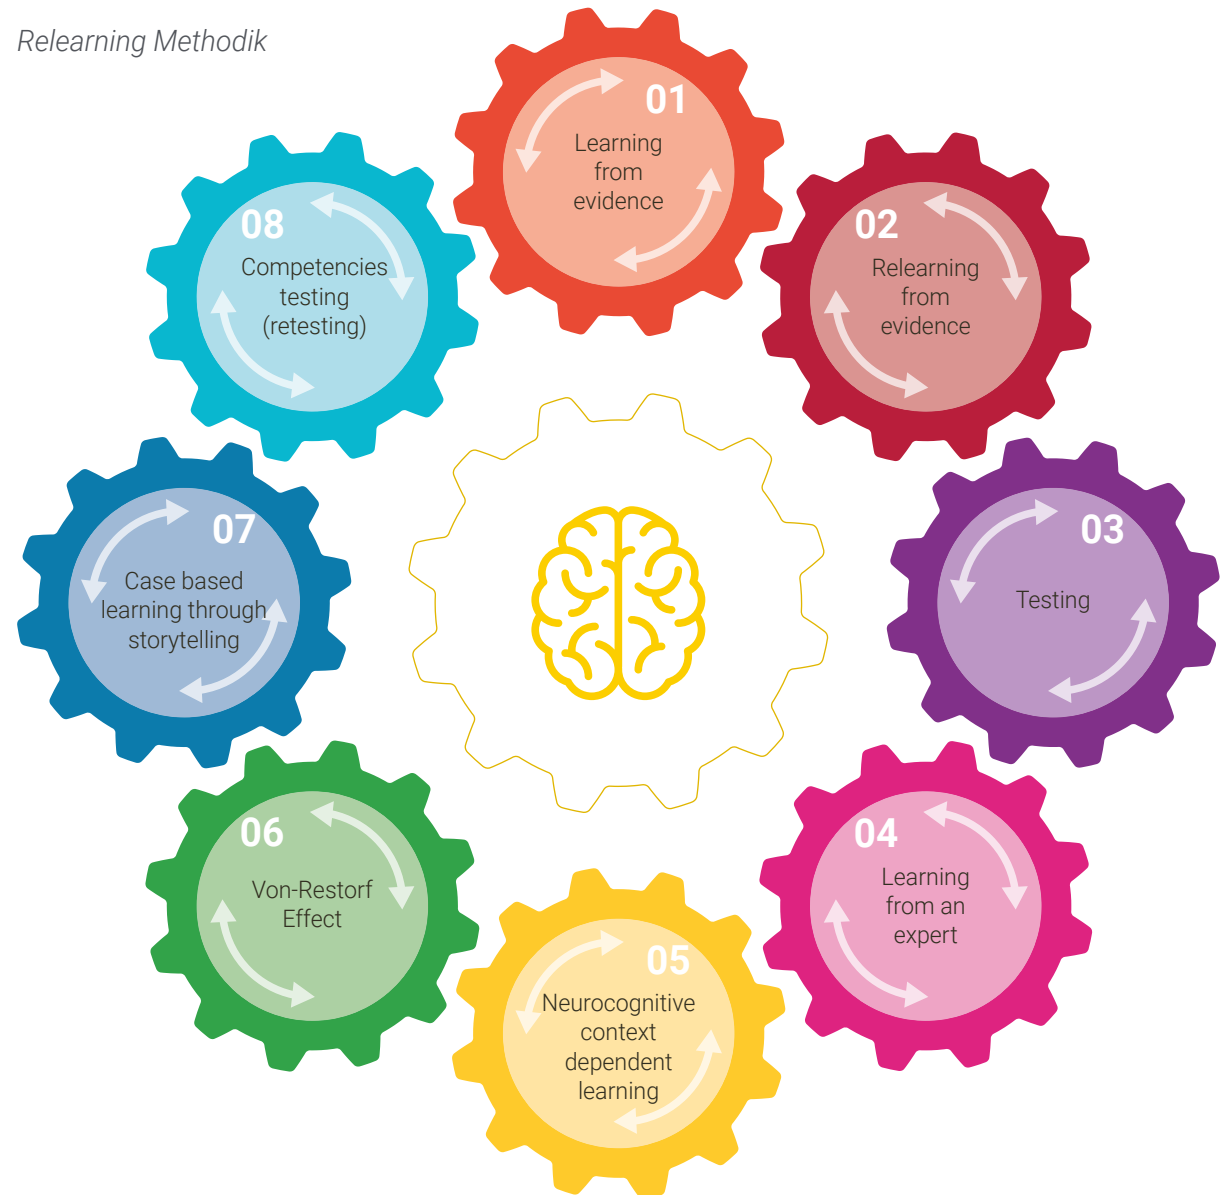 Relearning Methodik
01
Learning
from
evidence
02
Relearning
from
evidence
03
Testing
04
Learning
from an
expert
05
Neurocognitive
context
dependent
learning
06
Von-Restorf
Effect
07
Case based
learning through
storytelling
08
Competencies
testing
(retesting)